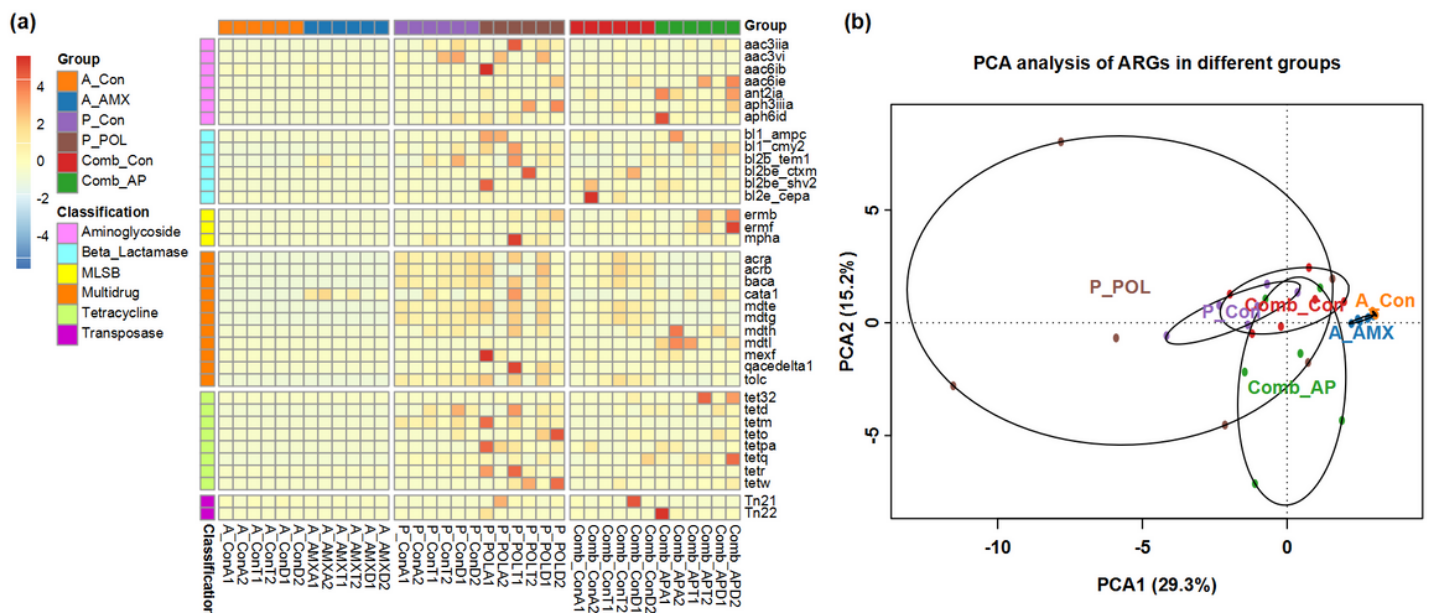 (a)
Group
A_Con
A_AMX
P_Con
P_POL
Comb_Con
Comb_AP
4
2
0
-2
-4
Classification
Aminoglycoside
Beta_Lactamase
MLSB
Multidrug
Tetracycline
Transposase
Group
aac3iia
aac3vi
aac6ib
aac6ie
ant2ia
aph3iiia
aph6id
bl1_ampc
bl1_cmy2
bl2b_tem1
bl2be_ctxm
bl2be_shv2
bl2e_cepa
ermb
ermf
mpha
acra
acrb
baca
cata1
mdte
mdtg
mdth
mdtl
mexf
qacedelta1
tolc
tet32
tetd
tetm
teto
tetpa
tetq
tetr
tetw
Tn21
Tn22
Classification
A_ConA1
A_ConA2
A_ConT1
A_ConT2
A_ConD1
A_ConD2
A_AMXA1
A_AMXA2
A_AMXT1
A_AMXT2
A_AMXD1
A_AMXD2
P_ConA1
P_ConA2
P_ConT1
P_ConT2
P_ConD1
P_ConD2
P_POLA1
P_POLA2
P_POLT1
P_POLT2
P_POLD1
P_POLD2
Comb_ConA1
Comb_ConA2
Comb_ConT1
Comb_ConT2
Comb_ConD1
Comb_ConD2
Comb_APA1
Comb_APA2
Comb_APT1
Comb_APT2
Comb_APD1
Comb_APD2
(b)
PCA analysis of ARGs in different groups
PCA2 (15.2%)
5
0
-5
P_POL
P_Con
Comb_Con
A_Con
A_AMX
Comb_AP
-10
-5
0
PCA1 (29.3%)